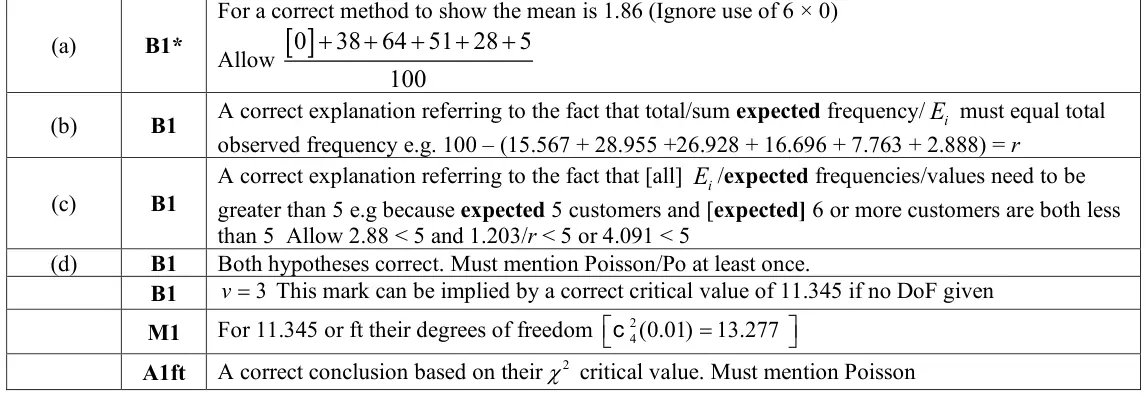 For a correct method to show the mean is 1.86 (Ignore use of 6 × 0)
(a) B1* Allow [0] + 38 + 64 + 51 + 28 + 5
100
(b) B1 A correct explanation referring to the fact that total/sum expected frequency/ E_i must equal total
observed frequency e.g. 100 – (15.567 + 28.955 +26.928 + 16.696 + 7.763 + 2.888) = r
A correct explanation referring to the fact that [all] E_i /expected frequencies/values need to be
(c) B1 greater than 5 e.g because expected 5 customers and [expected] 6 or more customers are both less
than 5 Allow 2.88 < 5 and 1.203/r < 5 or 4.091 < 5
(d) B1 Both hypotheses correct. Must mention Poisson/Po at least once.
B1 ν = 3 This mark can be implied by a correct critical value of 11.345 if no DoF given
M1 For 11.345 or ft their degrees of freedom [c²₄(0.01) = 13.277 ]
A1ft A correct conclusion based on their χ² critical value. Must mention Poisson